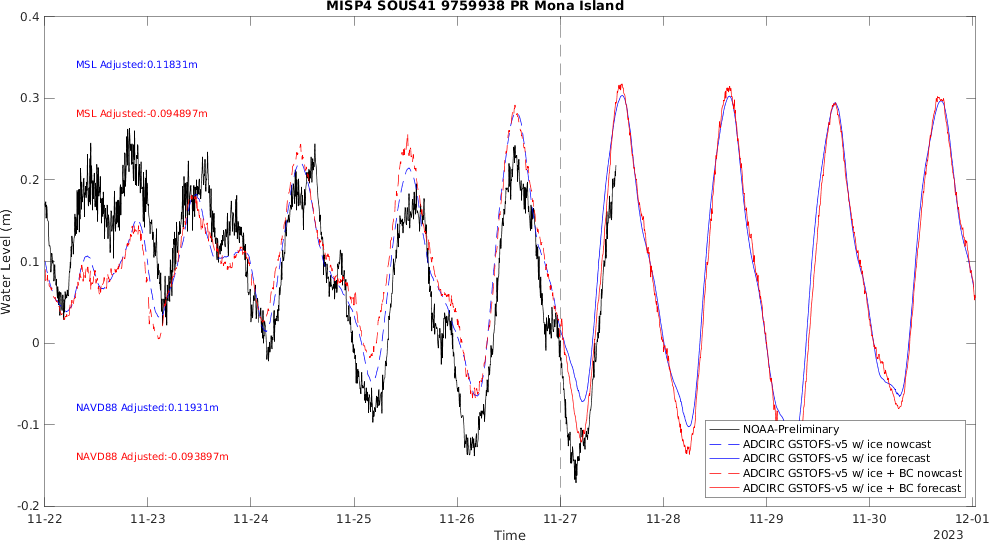 MISP4 SOUS41 9759938 PR Mona Island
0.4
0.3
0.2
0.1
0
-0.1
-0.2
Water Level (m)
MSL Adjusted:0.11831m
MSL Adjusted:-0.094897m
NAVD88 Adjusted:0.11931m
NAVD88 Adjusted:-0.093897m
NOAA-Preliminary
ADCIRC GSTOFS-v5 w/ ice nowcast
ADCIRC GSTOFS-v5 w/ ice forecast
ADCIRC GSTOFS-v5 w/ ice + BC nowcast
ADCIRC GSTOFS-v5 w/ ice + BC forecast
11-22 11-23 11-24 11-25 11-26 11-27 11-28 11-29 11-30 12-01
Time
2023